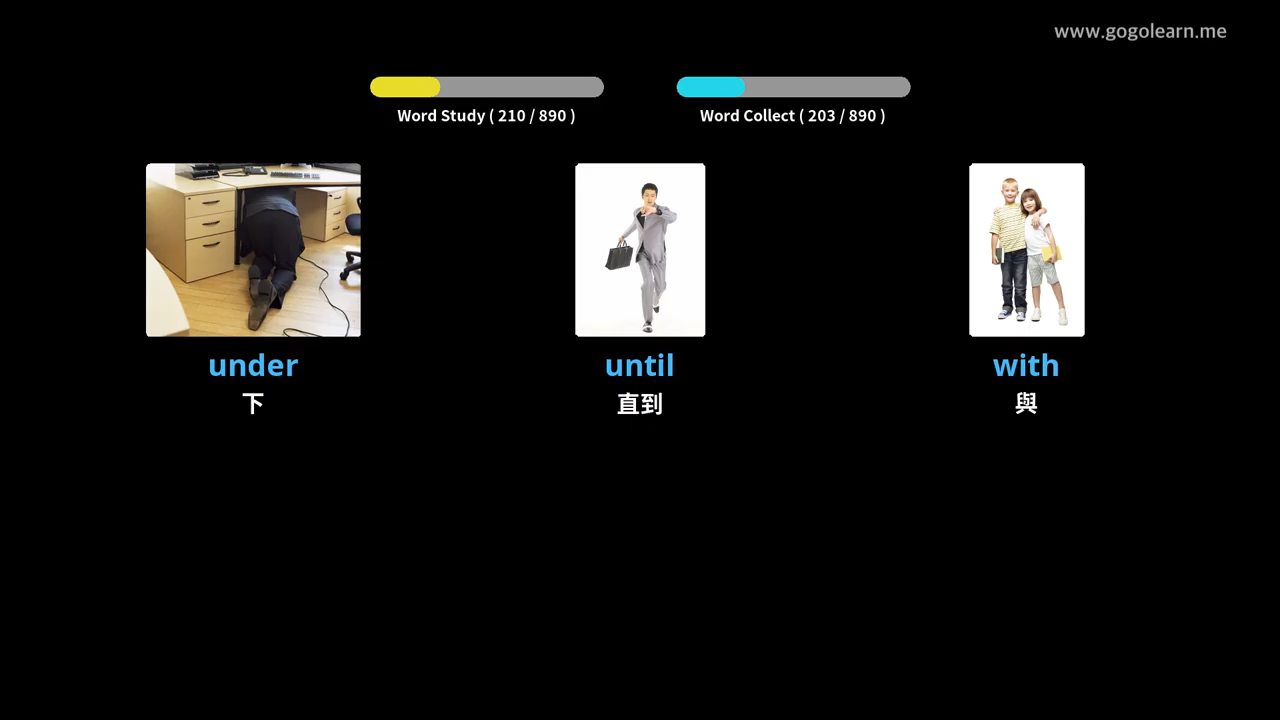 www.gogolearn.me
Word Study ( 210 / 890 )
Word Collect ( 203 / 890 )
under
until
with
下
直到
與